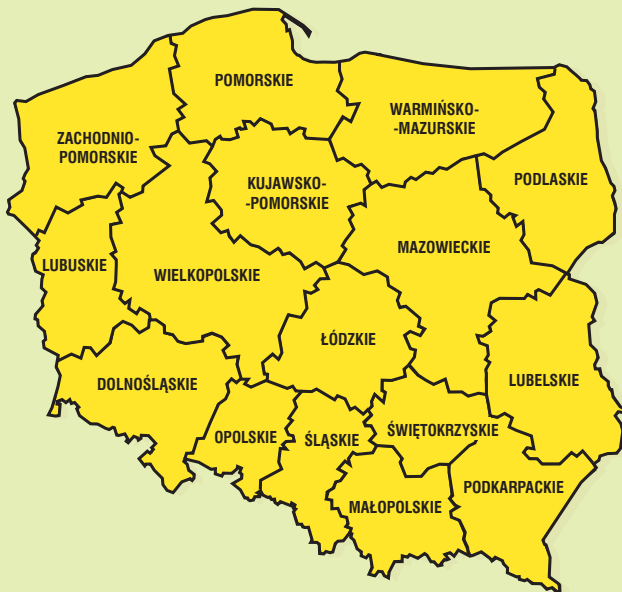 POMORSKIE
WARMIŃSKO-
-MAZURSKIE
ZACHODNIO-
POMORSKIE
KUJAWSKO-
-POMORSKIE
PODLASKIE
MAZOWIECKIE
LUBUSKIE
WIELKOPOLSKIE
ŁÓDZKIE
DOLNOŚLĄSKIE
LUBELSKIE
OPOLSKIE
ŚLĄSKIE
ŚWIĘTOKRZYSKIE
MAŁOPOLSKIE
PODKARPACKIE